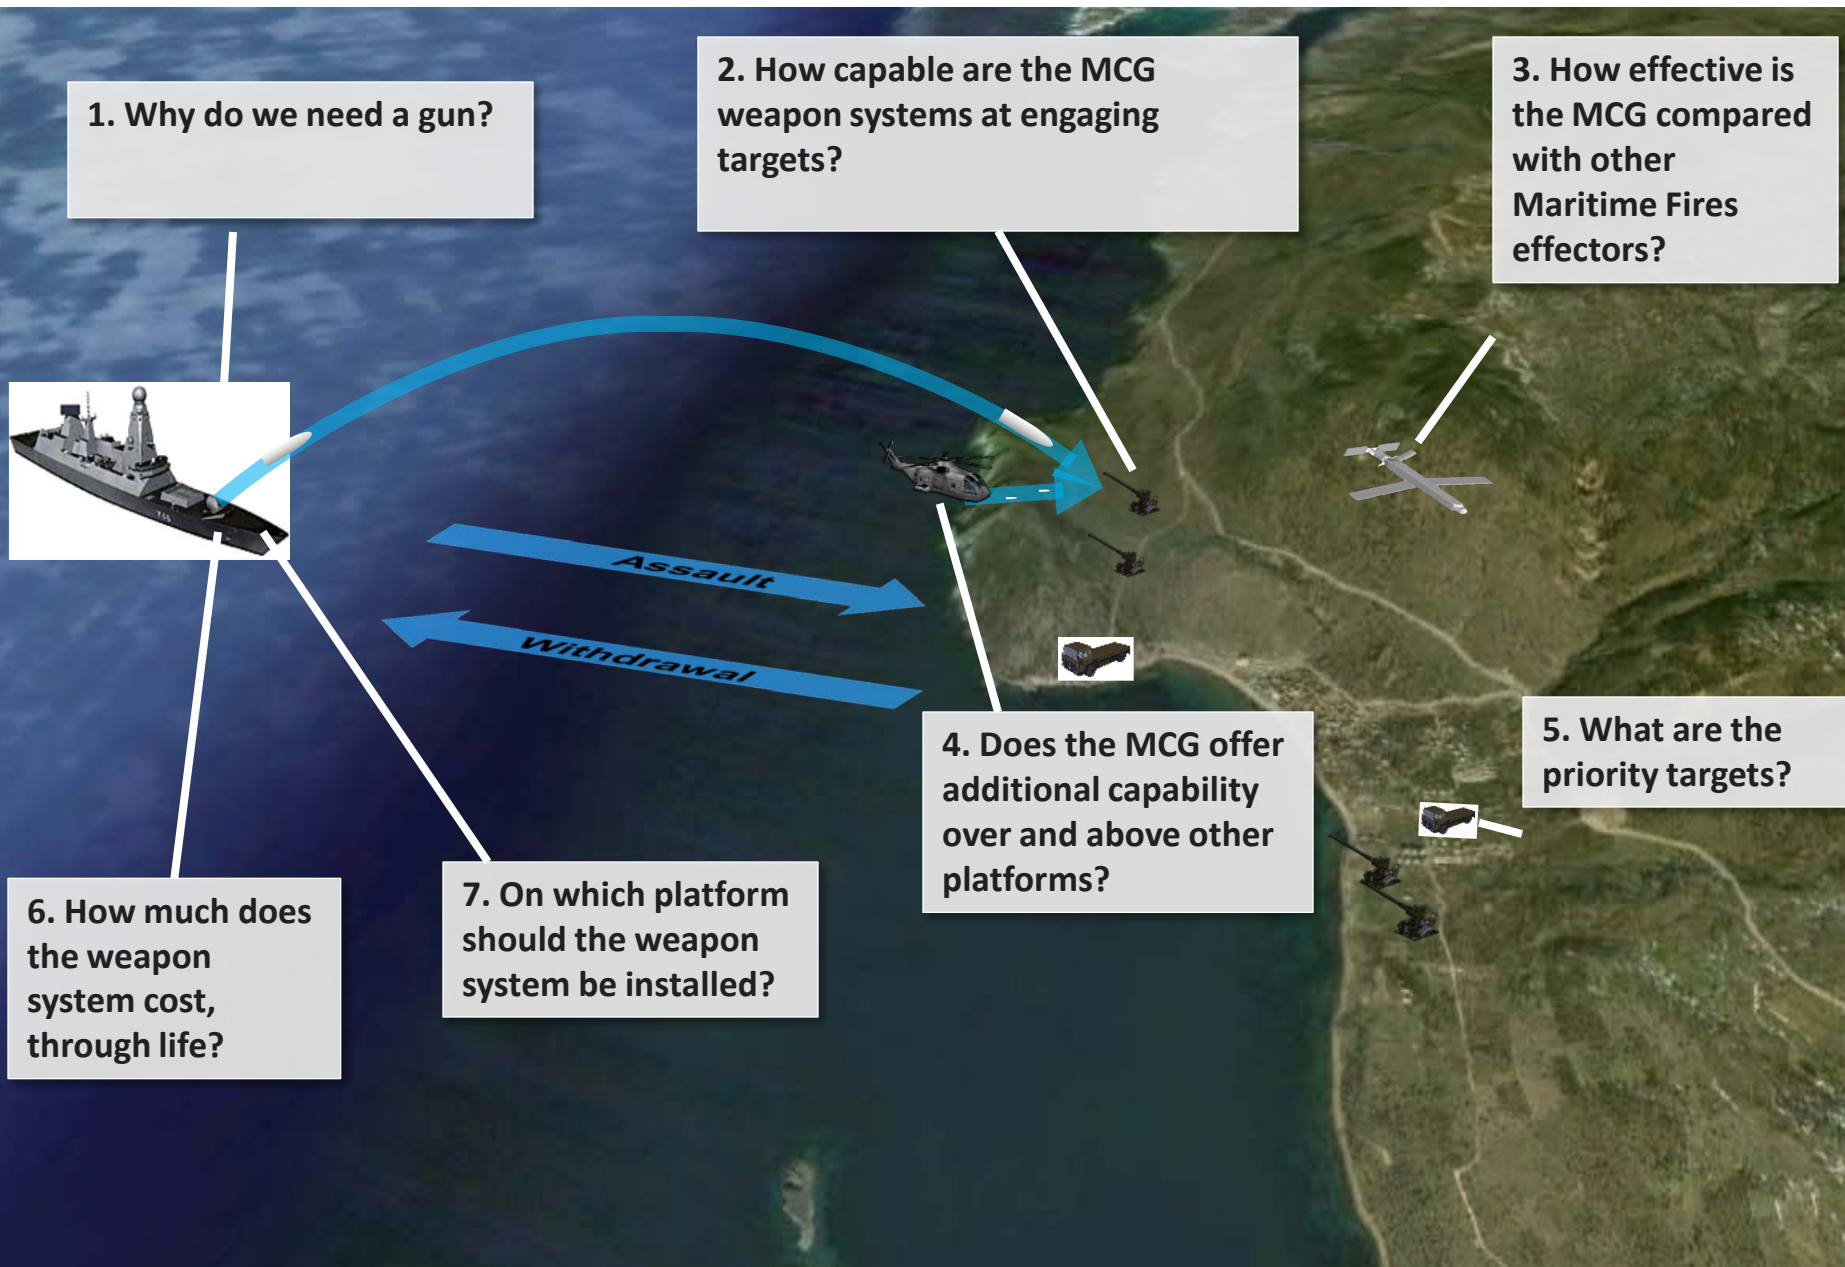 1. Why do we need a gun?
2. How capable are the MCG
weapon systems at engaging
targets?
3. How effective is
the MCG compared
with other
Maritime Fires
effectors?
Assault
Withdrawal
4. Does the MCG offer
additional capability
over and above other
platforms?
5. What are the
priority targets?
6. How much does
the weapon
system cost,
through life?
7. On which platform
should the weapon
system be installed?